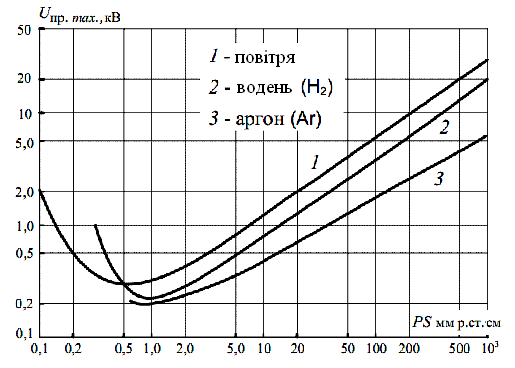 Uпр. max.,кВ
50
20
10
5,0
2,0
1,0
0,5
0,2
0,1
1 - повітря
2 - водень (H₂)
3 - аргон (Ar)
1
2
3
PS мм р.ст.см
0,1 0,2 0,5 1,0 2,0 5,0 10 20 50 100 200 500 10³